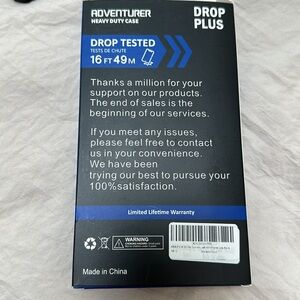 ADVENTURER
HEAVY DUTY CASE
DROP
PLUS
DROP TESTED
TESTS DE CHUTE
16 FT 49 M
Thanks a million for your
support on our products.
The end of sales is the
beginning of our services.
If you meet any issues,
please feel free to contact
us in your convenience.
We have been
trying our best to pursue your
100%satisfaction.
Limited Lifetime Warranty
WARNING
Made in China